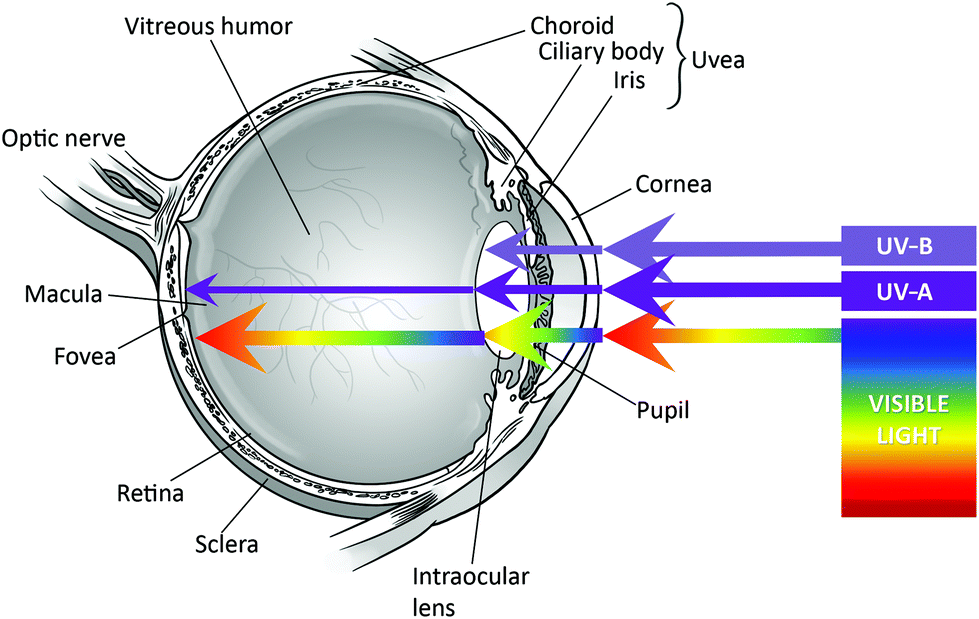 Vitreous humor
Choroid
Ciliary body
Iris
Uvea
Optic nerve
Cornea
UV–B
UV–A
Macula
Fovea
VISIBLE
LIGHT
Pupil
Retina
Sclera
Intraocular
lens